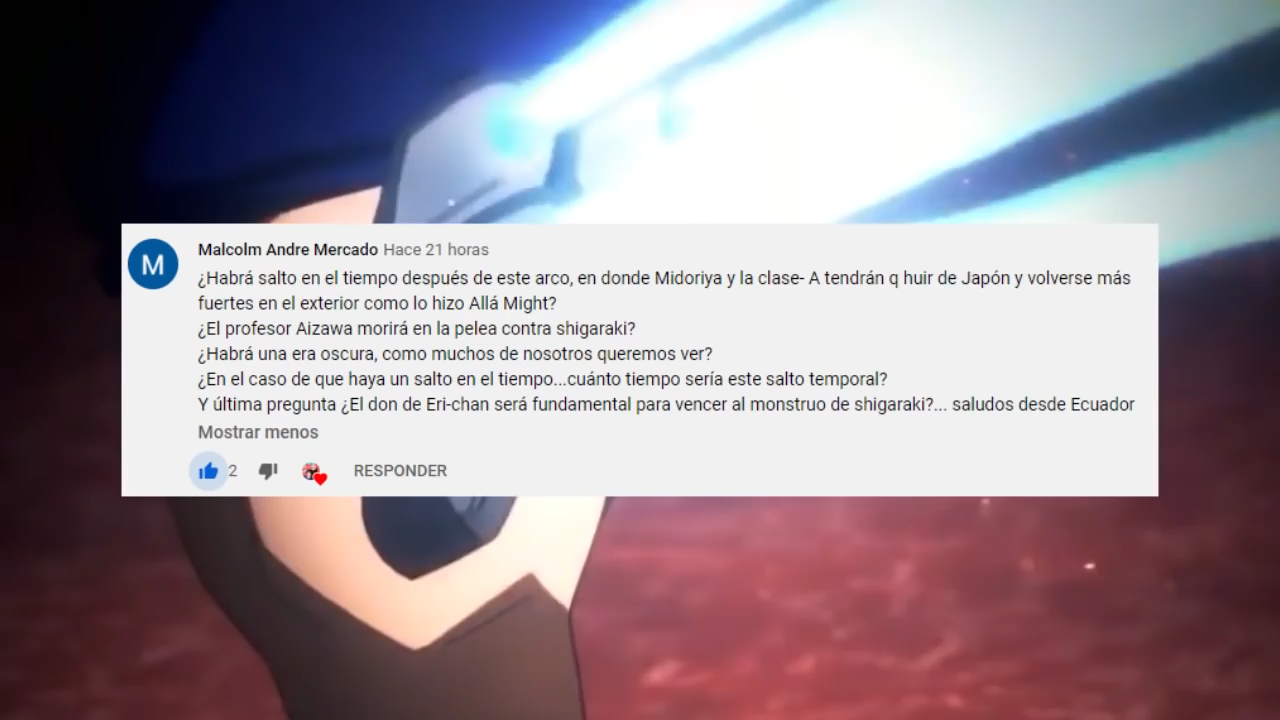 M
Malcolm Andre Mercado Hace 21 horas
¿Habrá salto en el tiempo después de este arco, en donde Midoriya y la clase- A tendrán q huir de Japón y volverse más
fuertes en el exterior como lo hizo Allá Might?
¿El profesor Aizawa morirá en la pelea contra shigaraki?
¿Habrá una era oscura, como muchos de nosotros queremos ver?
¿En el caso de que haya un salto en el tiempo...cuánto tiempo sería este salto temporal?
Y última pregunta ¿El don de Eri-chan será fundamental para vencer al monstruo de shigaraki?... saludos desde Ecuador
Mostrar menos
2 RESPONDER